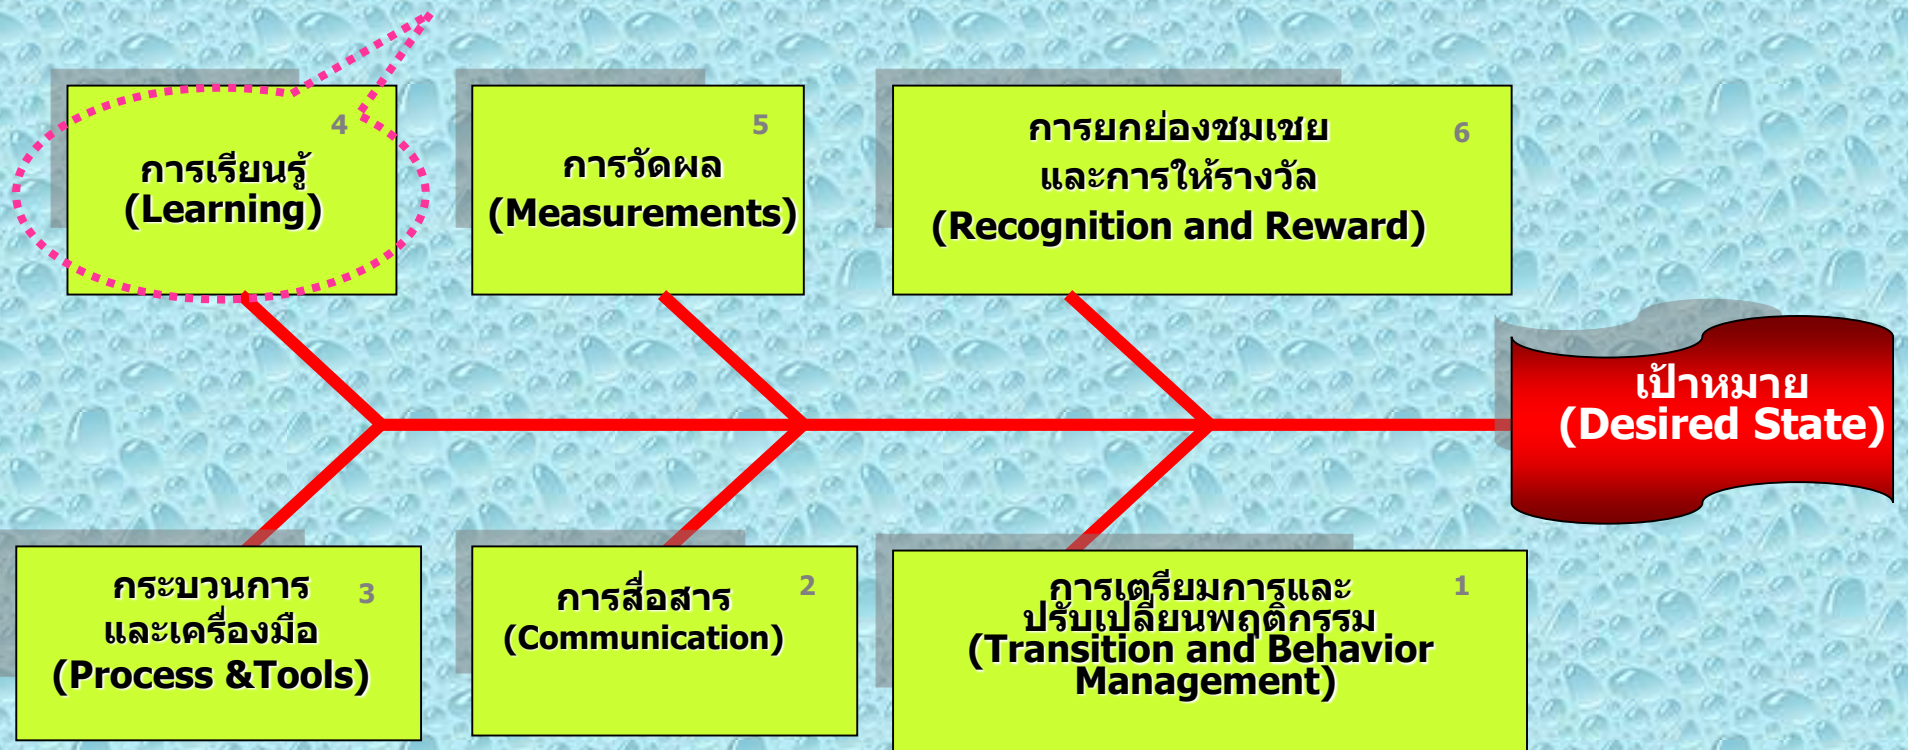 4
การเรียนรู้
(Learning)
5
การวัดผล
(Measurements)
การยกย่องชมเชย
6
และการให้รางวัล
(Recognition and Reward)
เป้าหมาย
(Desired State)
กระบวนการ
3
และเครื่องมือ
(Process &Tools)
2
การสื่อสาร
(Communication)
การเตรียมการและ
1
ปรับเปลี่ยนพฤติกรรม
(Transition and Behavior
Management)